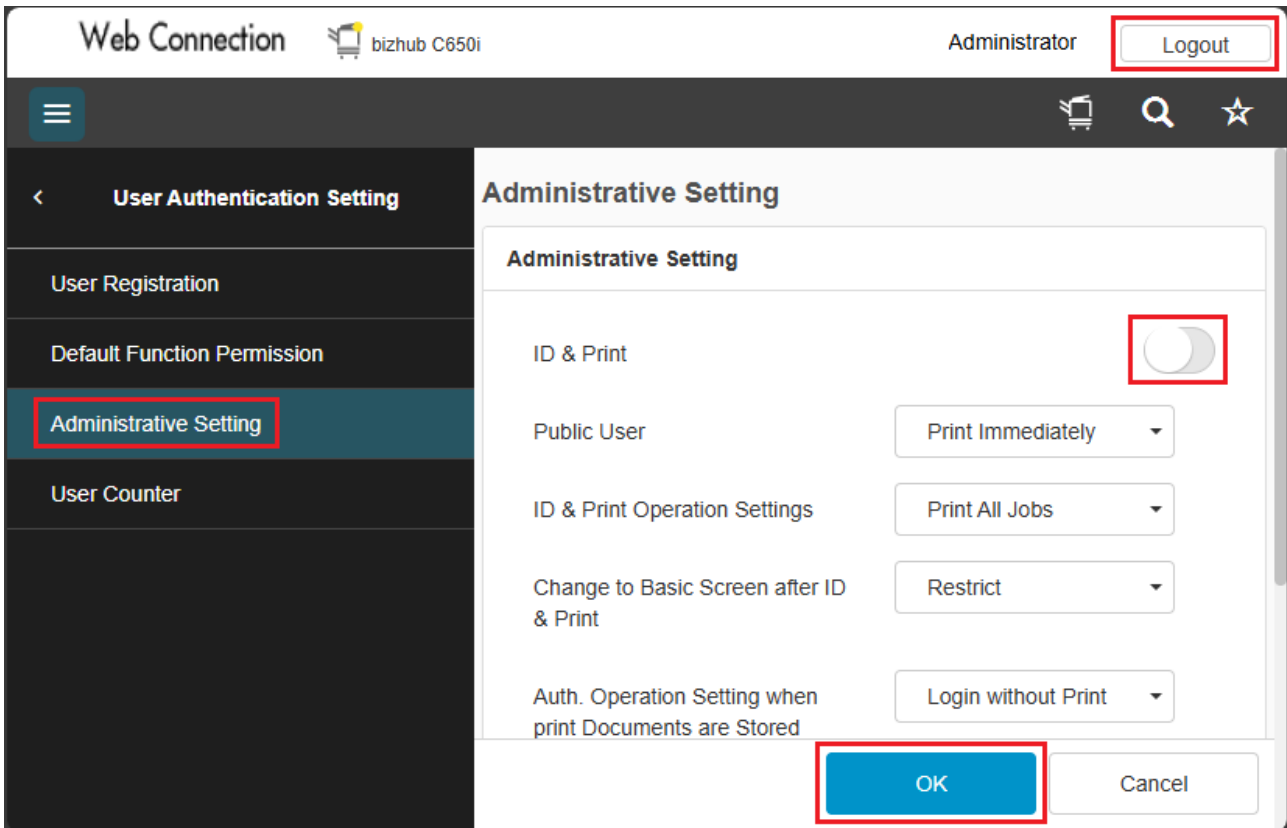 Web Connection bizhub C650i Administrator Logout
< User Authentication Setting
User Registration
Default Function Permission
Administrative Setting
User Counter
Administrative Setting
Administrative Setting
ID & Print
Public User Print Immediately
ID & Print Operation Settings Print All Jobs
Change to Basic Screen after ID
& Print Restrict
Auth. Operation Setting when
print Documents are Stored Login without Print
OK Cancel